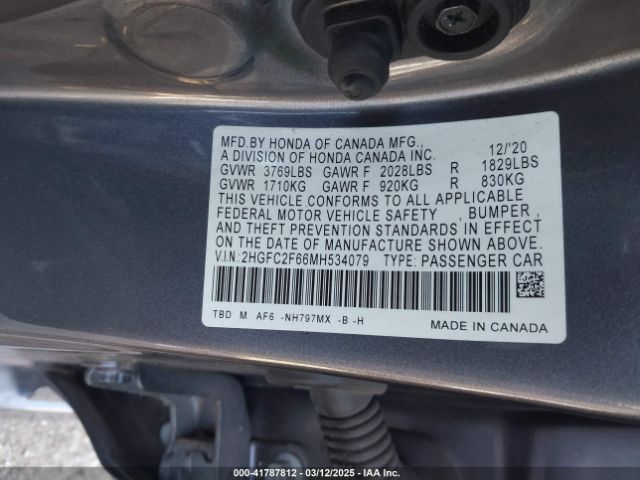 MFD.BY HONDA OF CANADA MFG., 12/'20
A DIVISION OF HONDA CANADA INC.
GVWR 3769LBS GAWR F 2028LBS R 1829LBS
GVWR 1710KG GAWR F 920KG R 830KG
THIS VEHICLE CONFORMS TO ALL APPLICABLE
FEDERAL MOTOR VEHICLE SAFETY , BUMPER ,
AND THEFT PREVENTION STANDARDS IN EFFECT
ON THE DATE OF MANUFACTURE SHOWN ABOVE.
V.I.N:2HGFC2F66MH534079 TYPE: PASSENGER CAR
TBD M AF6 -NH797MX -B -H
MADE IN CANADA
000-41787812 — 03/12/2025 — IAA Inc.